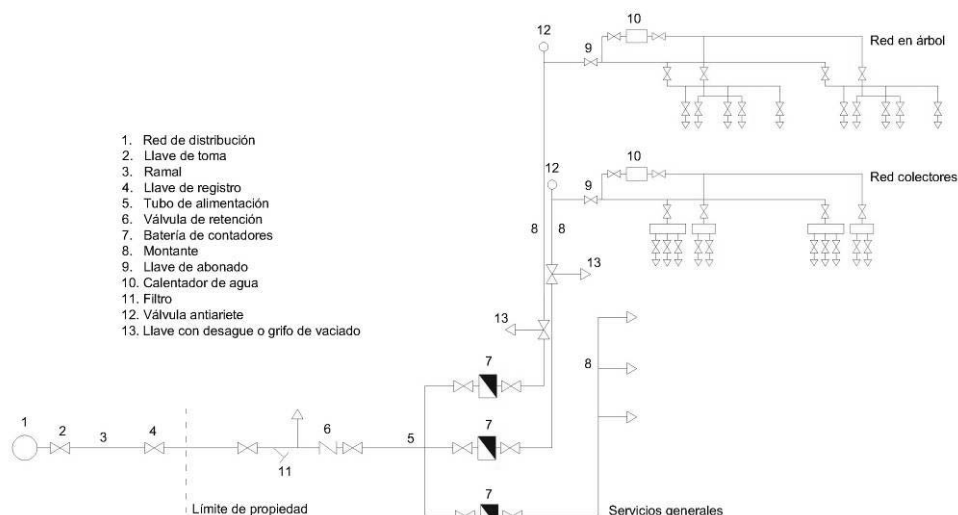 12
10
9
Red en árbol
1. Red de distribución
2. Llave de toma
3. Ramal
4. Llave de registro
5. Tubo de alimentación
6. Válvula de retención
7. Batería de contadores
8. Montante
9. Llave de abonado
10. Calentador de agua
11. Filtro
12. Válvula antiariete
13. Llave con desague o grifo de vaciado
12
10
9
Red colectores
8
8
13
13
7
8
1
2
3
4
11
6
5
7
7
Límite de propiedad
Servicios generales